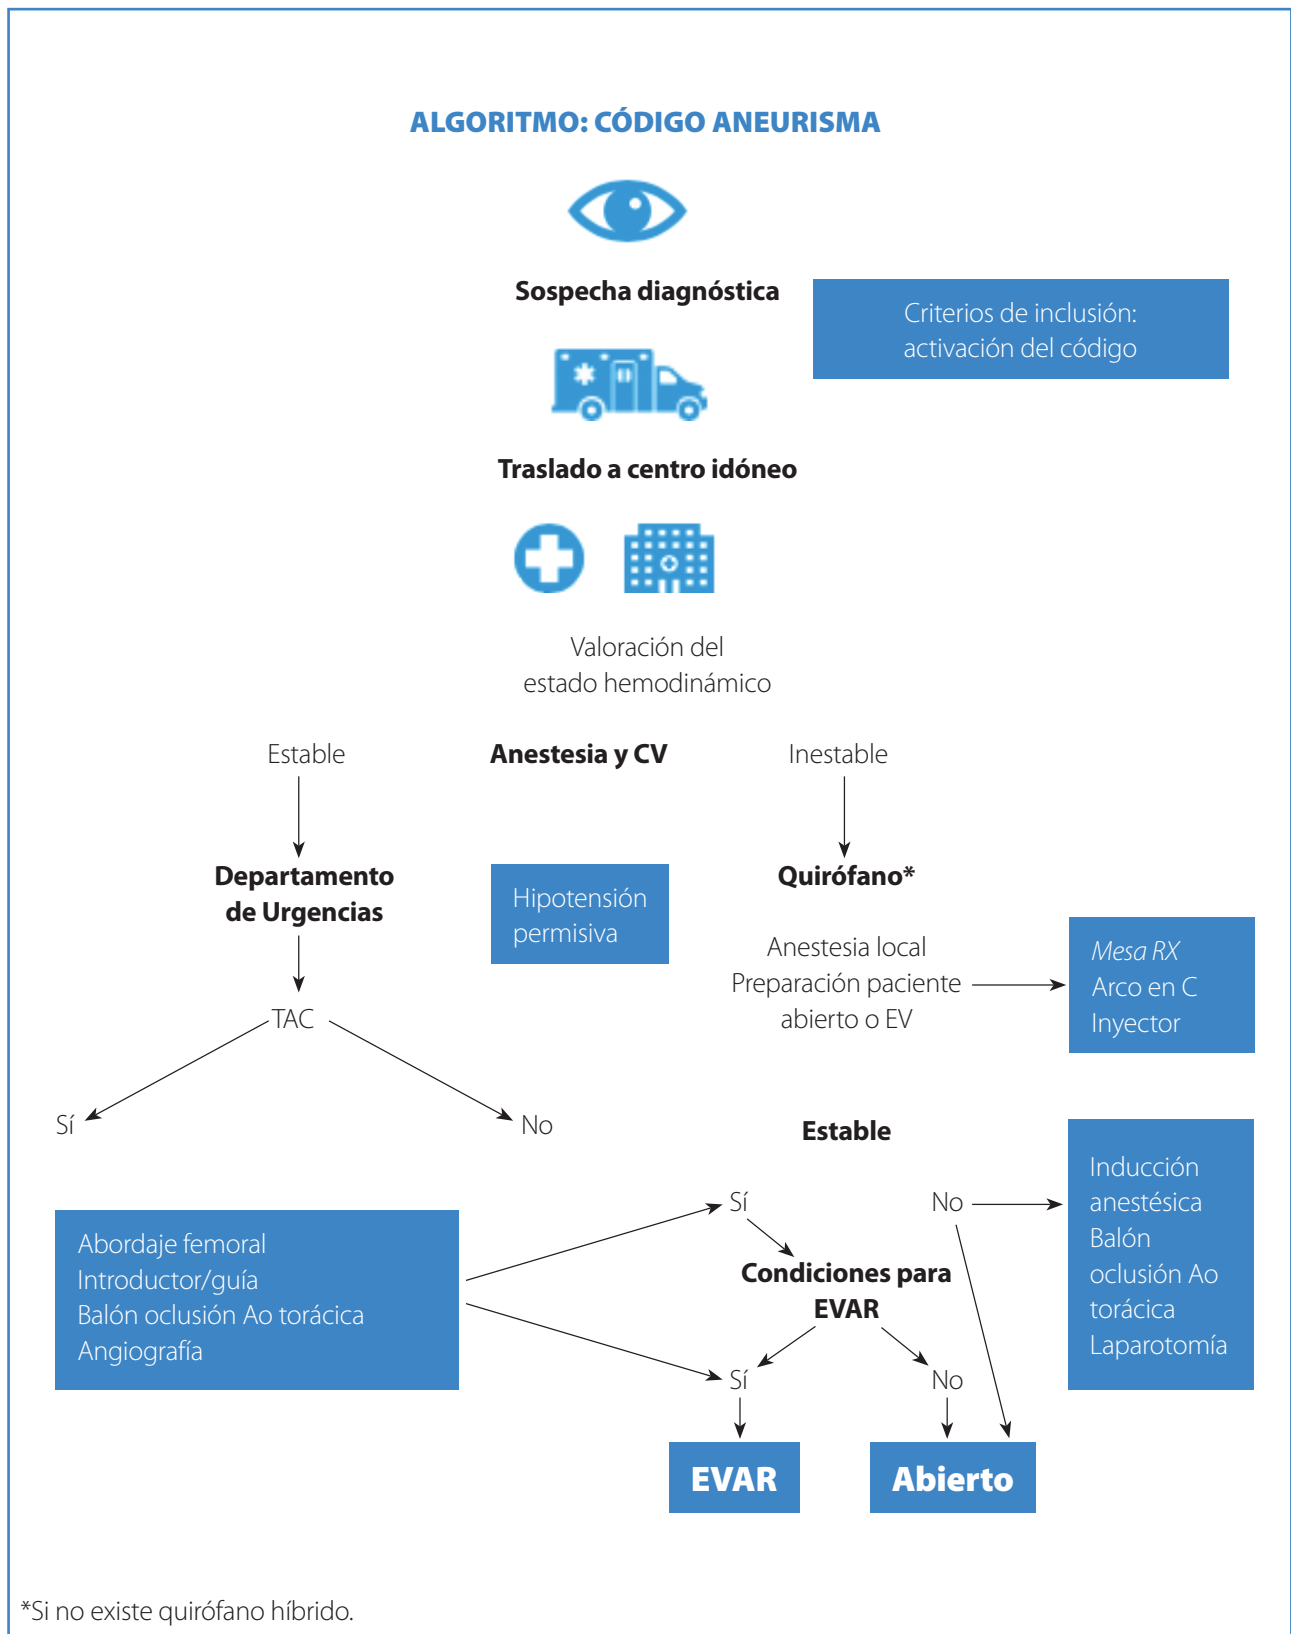 ALGORITMO: CÓDIGO ANEURISMA
Sospecha diagnóstica
Criterios de inclusión:
activación del código
Traslado a centro idóneo
Valoración del
estado hemodinámico
Estable
Anestesia y CV
Inestable
Departamento
de Urgencias
Hipotensión
permisiva
Quirófano*
Anestesia local
Preparación paciente
abierto o EV
Mesa RX
Arco en C
Inyector
TAC
Sí
No
Estable
Sí
No
Inducción
anestésica
Balón
oclusión Ao
torácica
Laparotomía
Abordaje femoral
Introductor/guía
Balón oclusión Ao torácica
Angiografía
Condiciones para
EVAR
Sí
No
EVAR
Abierto
*Si no existe quirófano híbrido.